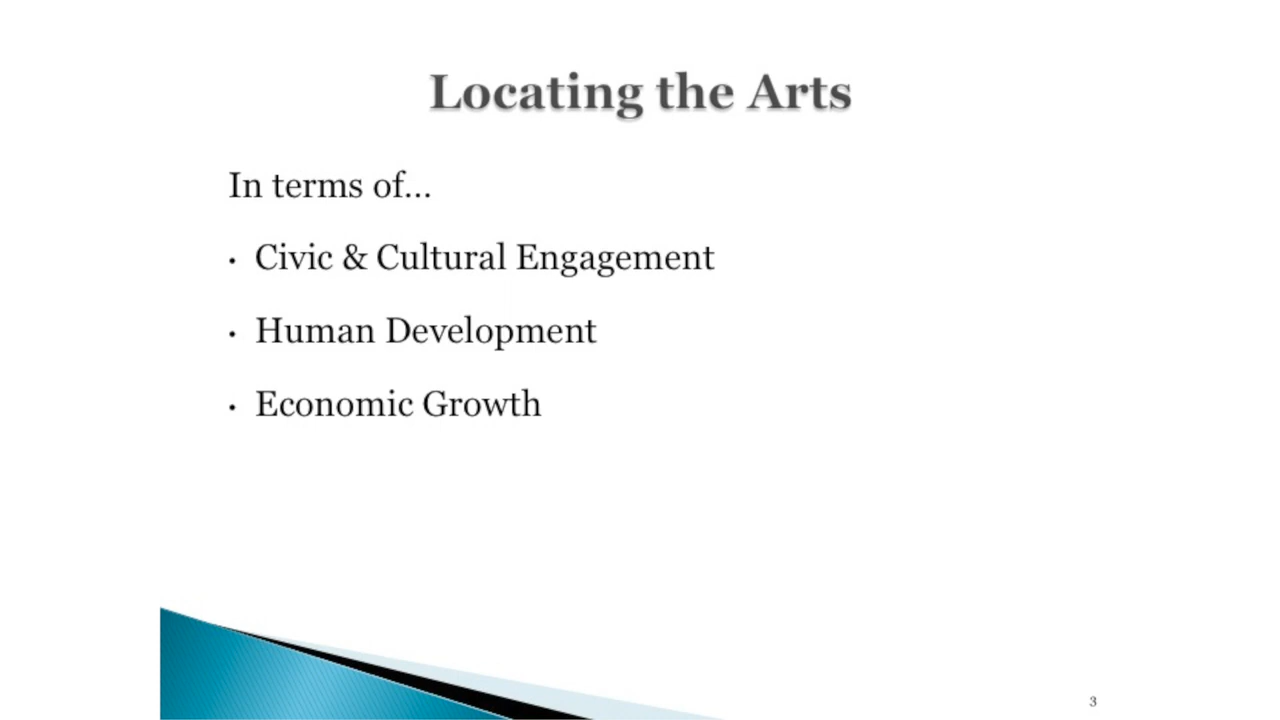 Locating the Arts
In terms of...
• Civic & Cultural Engagement
• Human Development
• Economic Growth
3